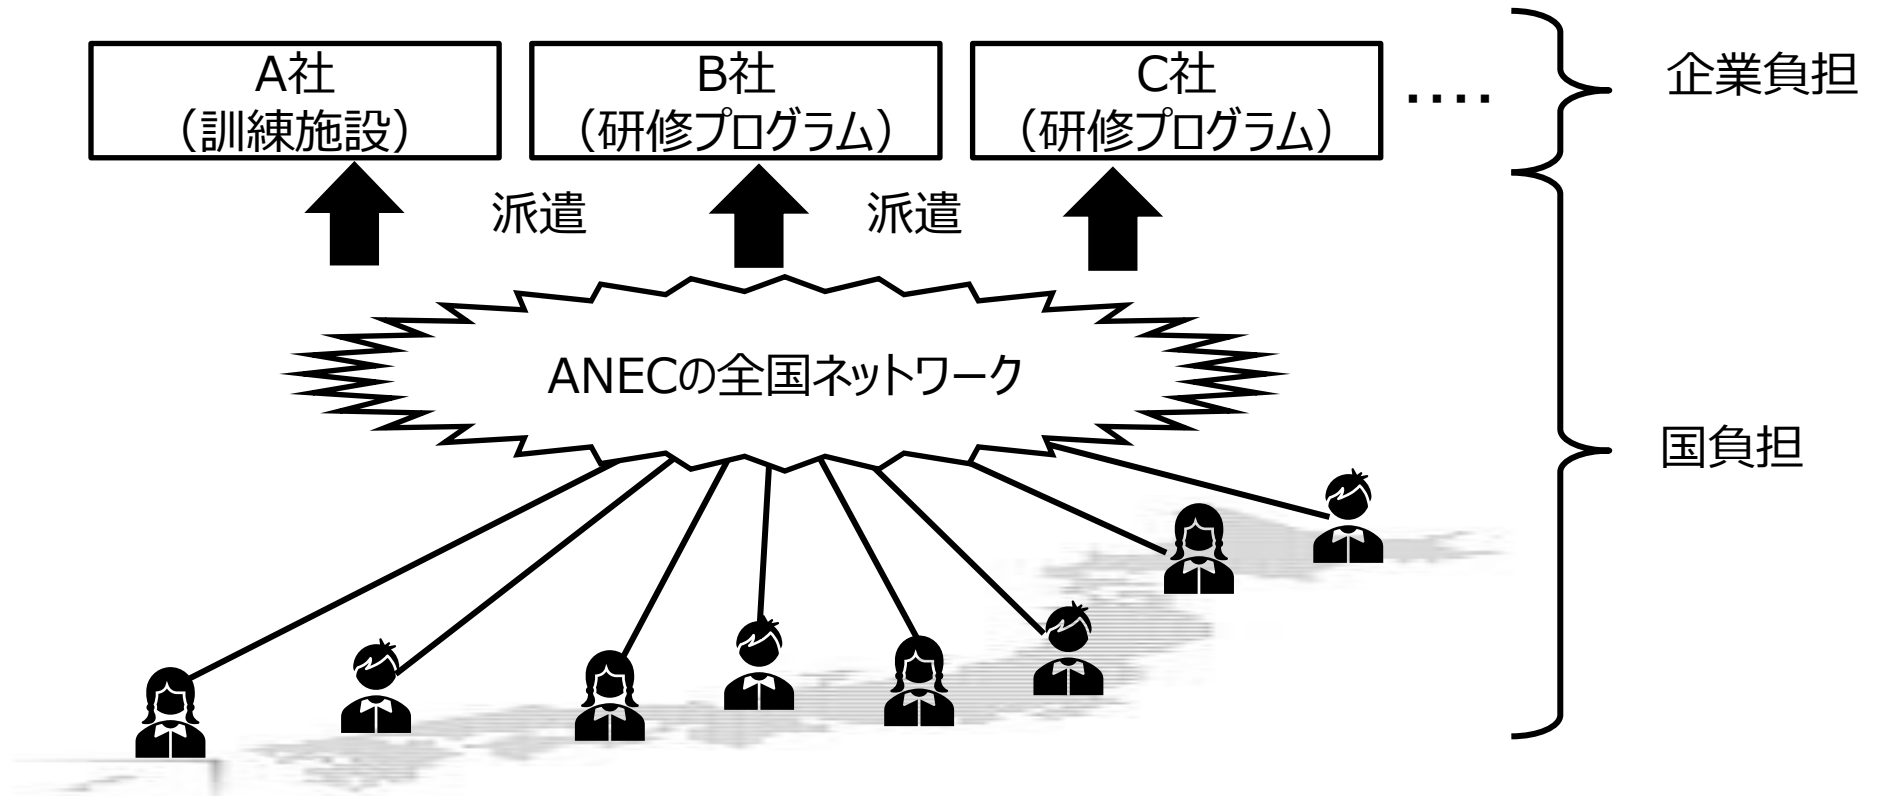 A社
（訓練施設）
B社
（研修プログラム）
C社
（研修プログラム）
....
企業負担
派遣
派遣
ANECの全国ネットワーク
国負担